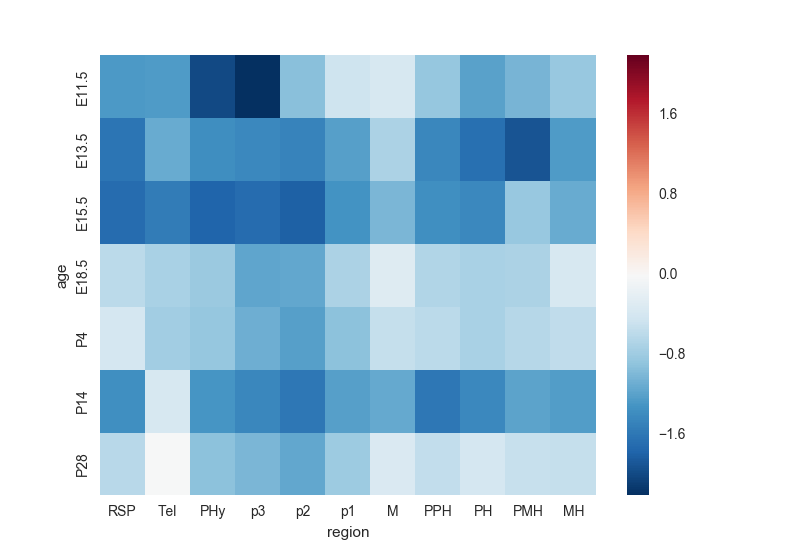 E11.5
E13.5
E15.5
E18.5
P4
P14
P28
age
RSP Tel PHy p3 p2 p1 M PPH PH PMH MH
region
1.6
0.8
0.0
−0.8
−1.6